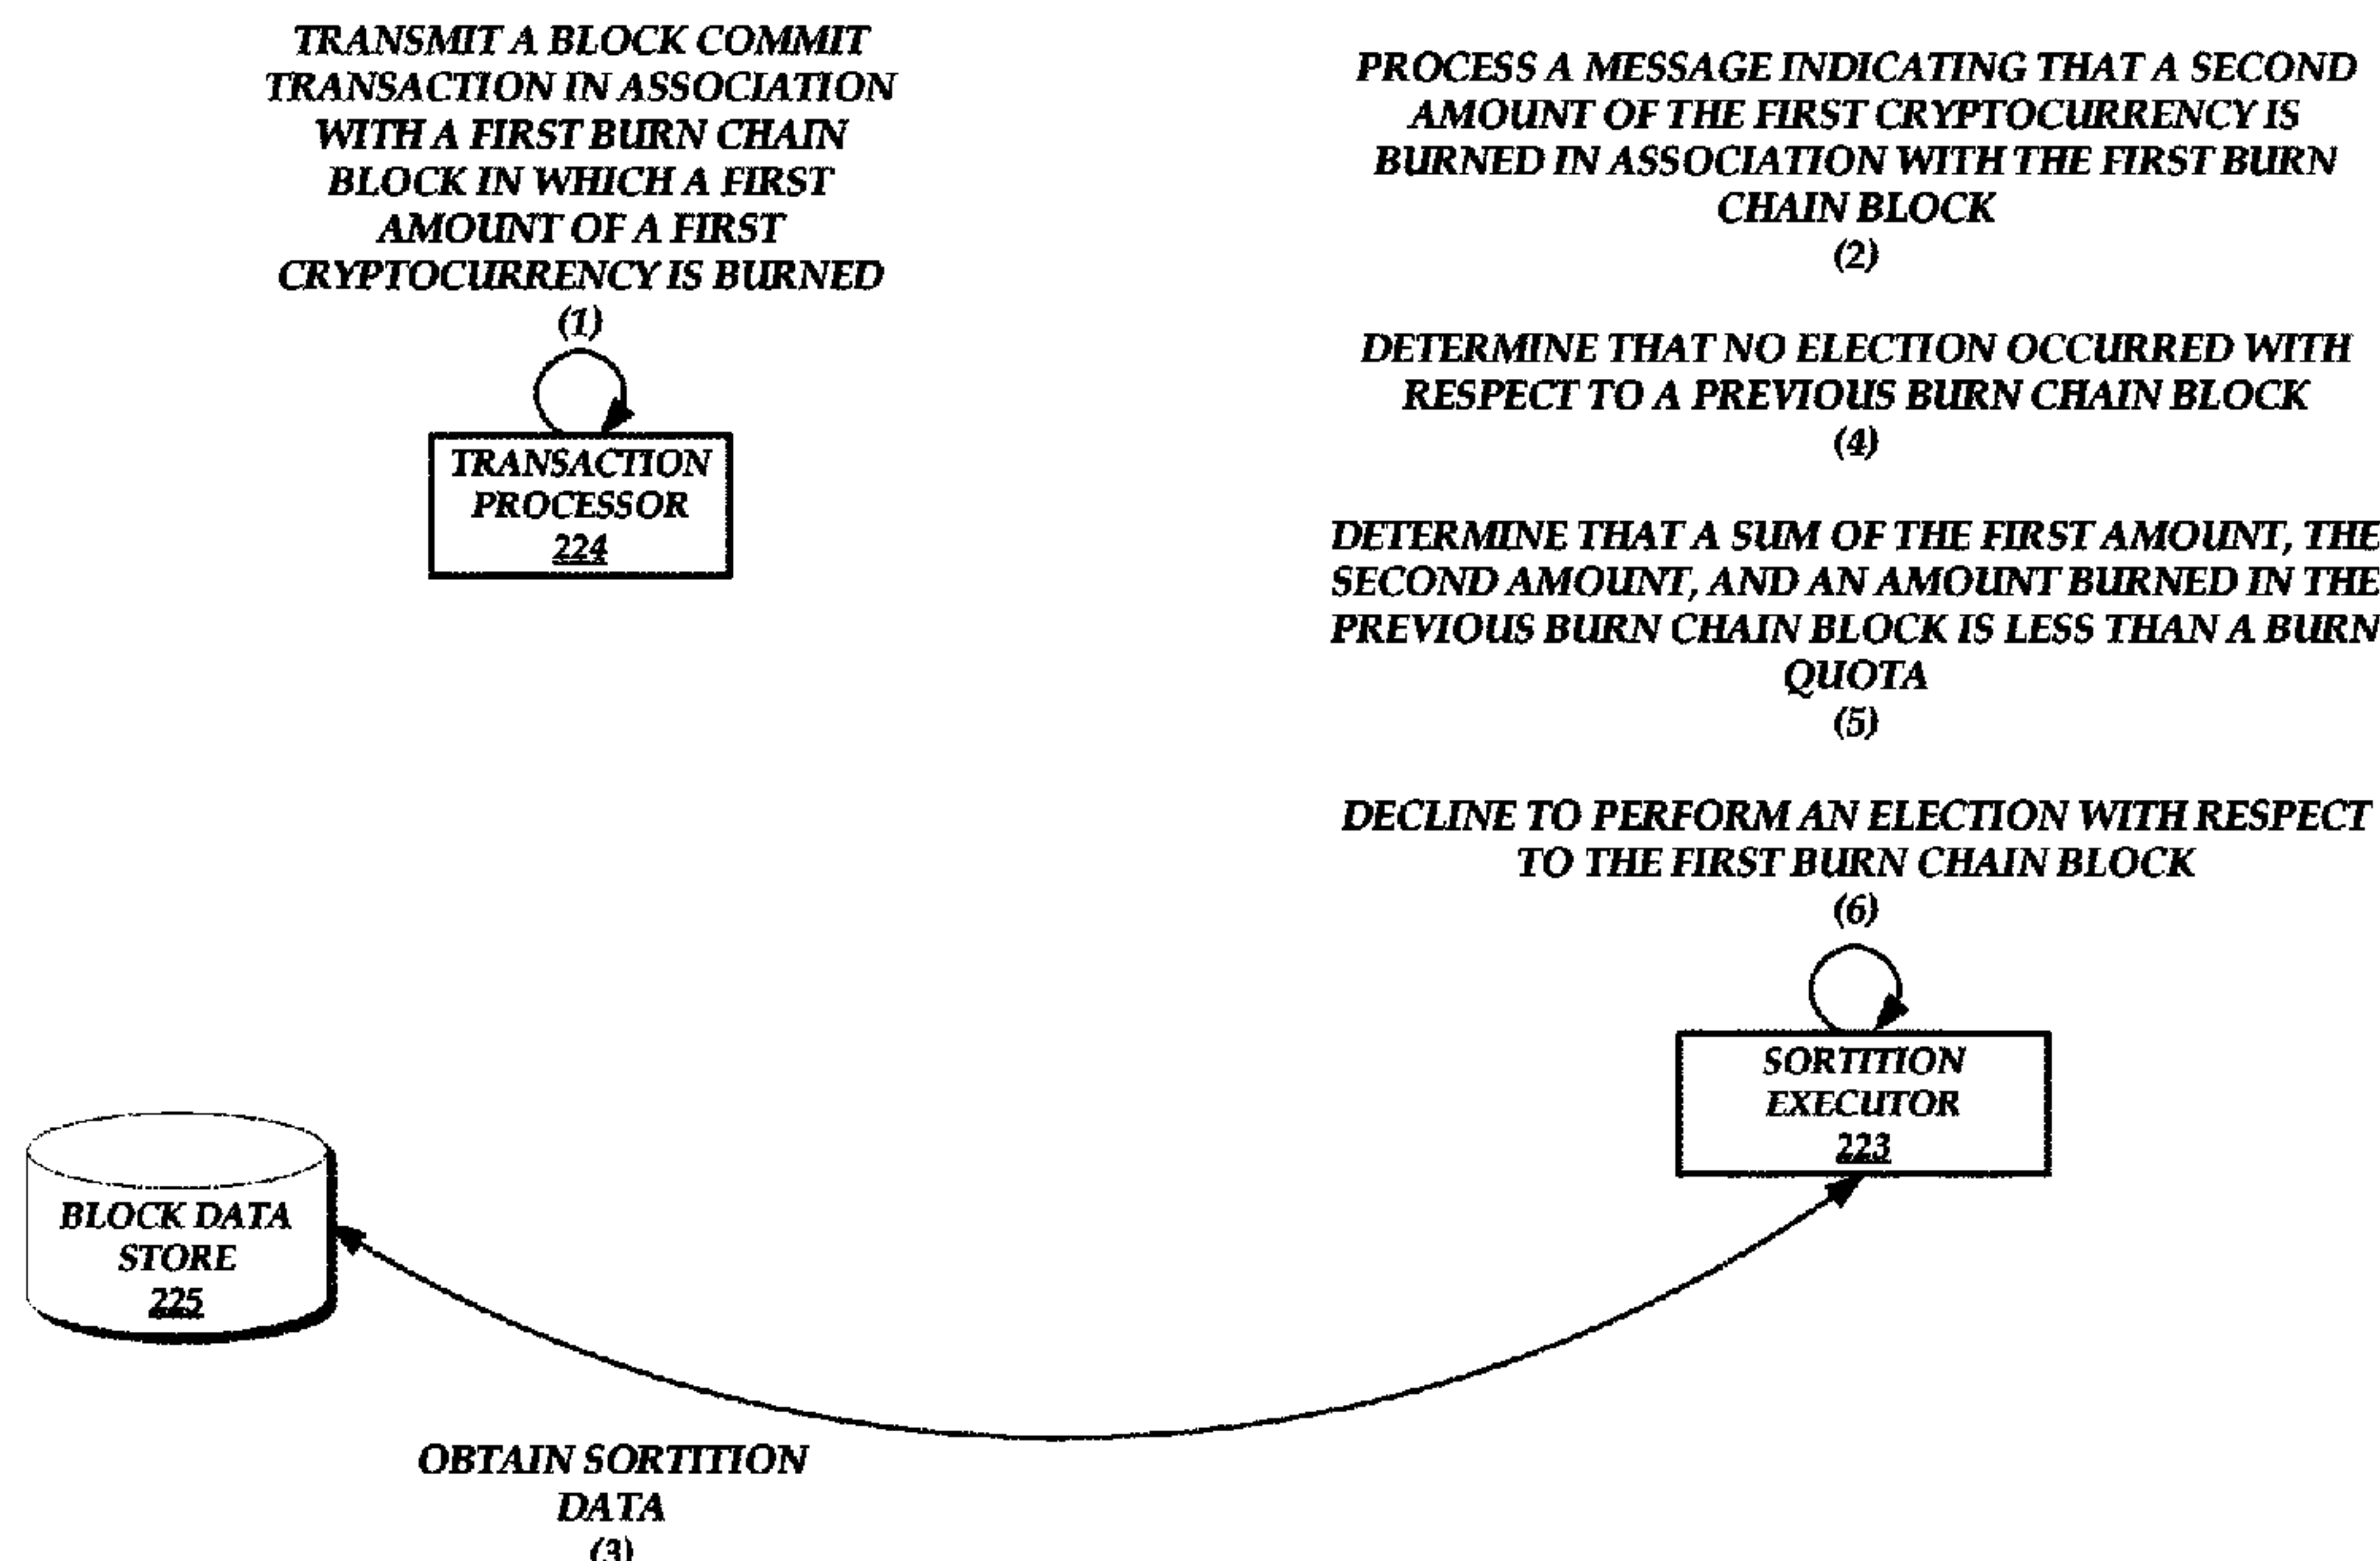 TRANSMIT A BLOCK COMMIT
TRANSACTION IN ASSOCIATION
WITH A FIRST BURN CHAIN
BLOCK IN WHICH A FIRST
AMOUNT OF A FIRST
CRYPTOCURRENCY IS BURNED
(1)
TRANSACTION
PROCESSOR
224
PROCESS A MESSAGE INDICATING THAT A SECOND
AMOUNT OF THE FIRST CRYPTOCURRENCY IS
BURNED IN ASSOCIATION WITH THE FIRST BURN
CHAIN BLOCK
(2)
DETERMINE THAT NO ELECTION OCCURRED WITH
RESPECT TO A PREVIOUS BURN CHAIN BLOCK
(4)
DETERMINE THAT A SUM OF THE FIRST AMOUNT, THE
SECOND AMOUNT, AND AN AMOUNT BURNED IN THE
PREVIOUS BURN CHAIN BLOCK IS LESS THAN A BURN
QUOTA
(5)
DECLINE TO PERFORM AN ELECTION WITH RESPECT
TO THE FIRST BURN CHAIN BLOCK
(6)
SORTITION
EXECUTOR
223
BLOCK DATA
STORE
225
OBTAIN SORTITION
DATA
(3)